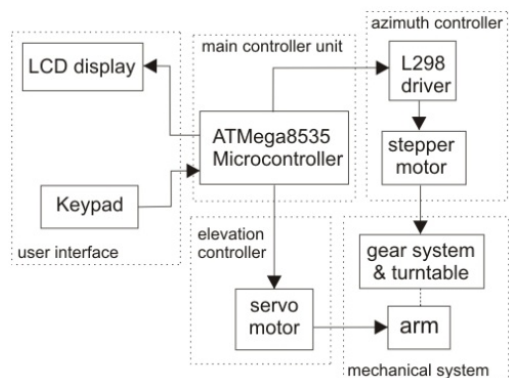 azimuth controller
main controller unit
LCD display
L298
driver
ATMega8535
Microcontroller
stepper
motor
Keypad
user interface
elevation
controller
gear system
& turntable
servo
motor
arm
mechanical system